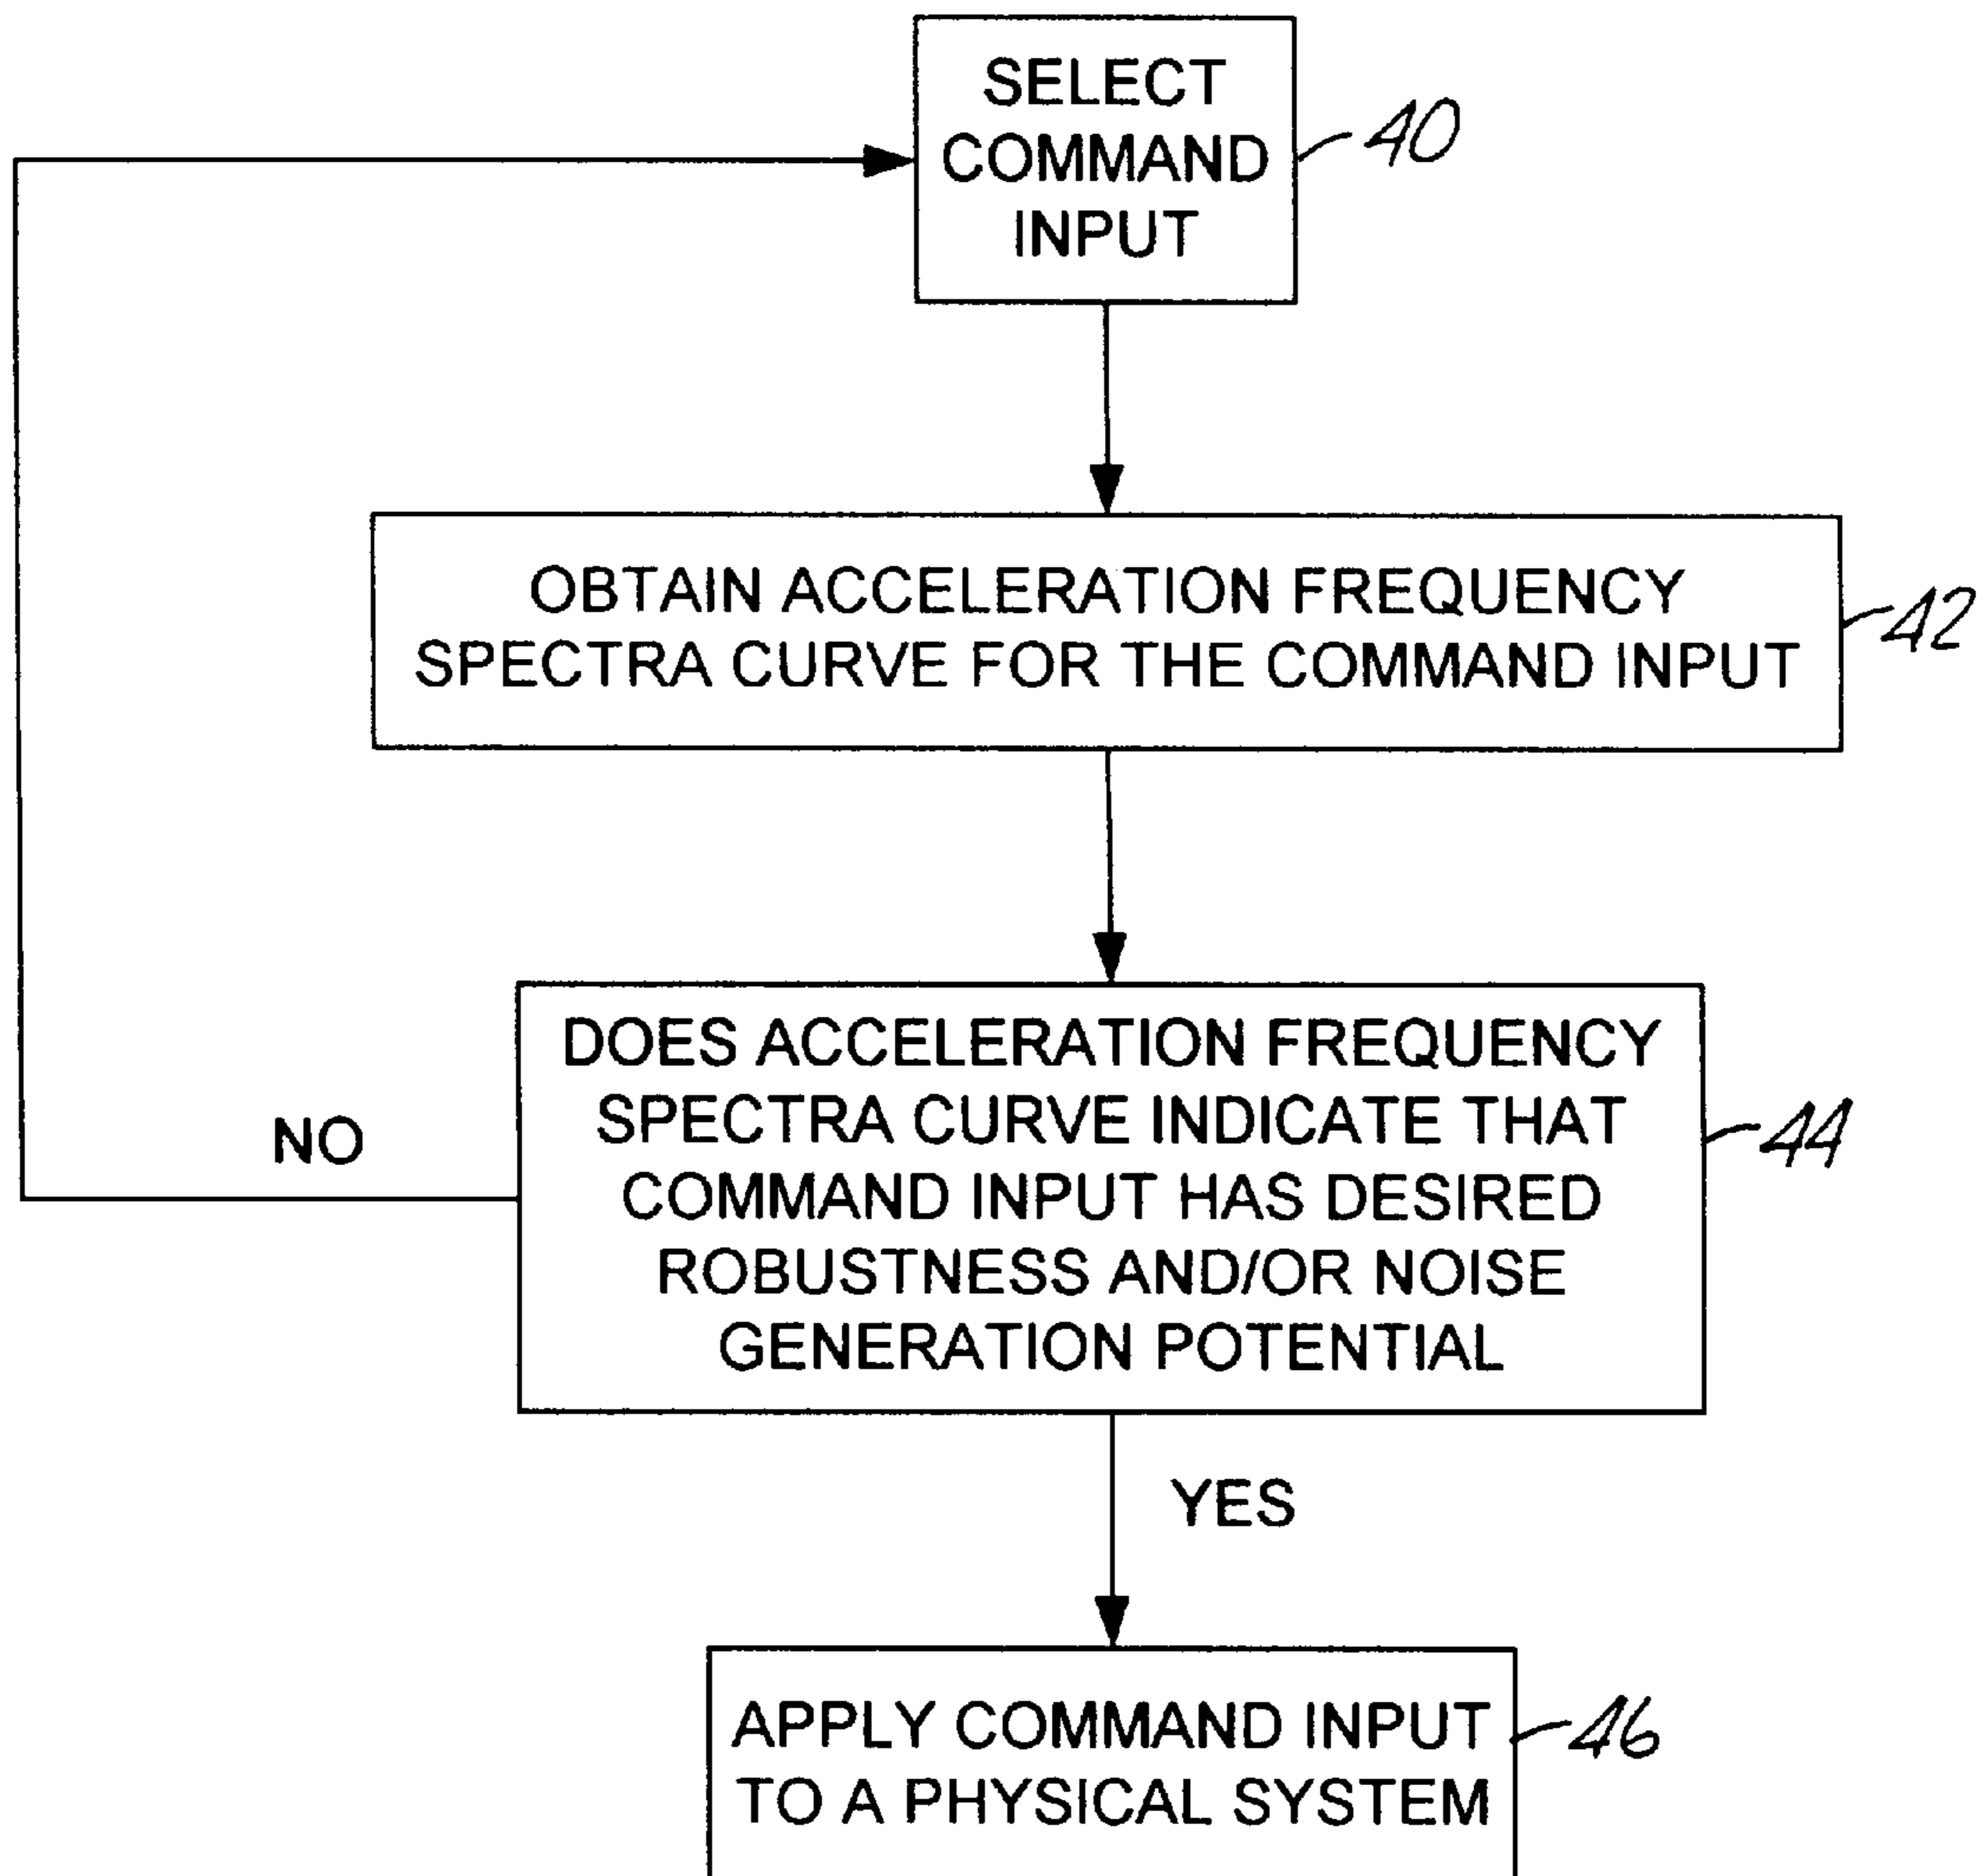 SELECT
COMMAND
INPUT
40
OBTAIN ACCELERATION FREQUENCY
SPECTRA CURVE FOR THE COMMAND INPUT
42
DOES ACCELERATION FREQUENCY
SPECTRA CURVE INDICATE THAT
COMMAND INPUT HAS DESIRED
ROBUSTNESS AND/OR NOISE
GENERATION POTENTIAL
44
NO
YES
APPLY COMMAND INPUT
TO A PHYSICAL SYSTEM
46